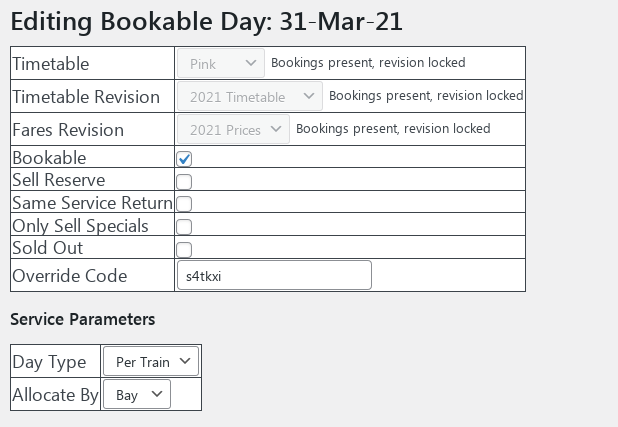 Editing Bookable Day: 31-Mar-21
Timetable Pink Bookings present, revision locked
Timetable Revision 2021 Timetable Bookings present, revision locked
Fares Revision 2021 Prices Bookings present, revision locked
Bookable
Sell Reserve
Same Service Return
Only Sell Specials
Sold Out
Override Code s4tkxi
Service Parameters
Day Type Per Train
Allocate By Bay